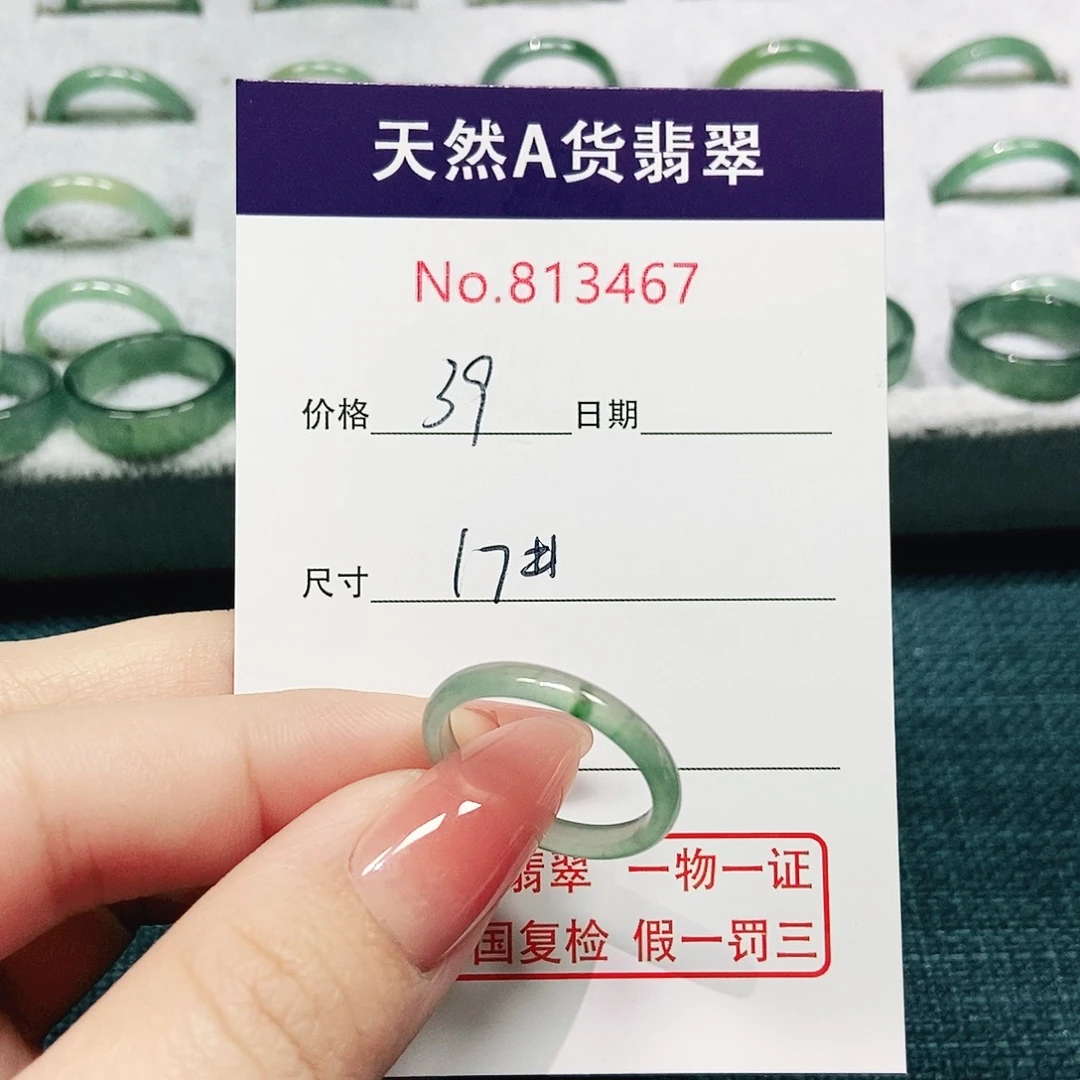 天然A货翡翠
No.813467
价格 39 日期
尺寸 17#
翡翠 一物一证
国复检 假一罚三